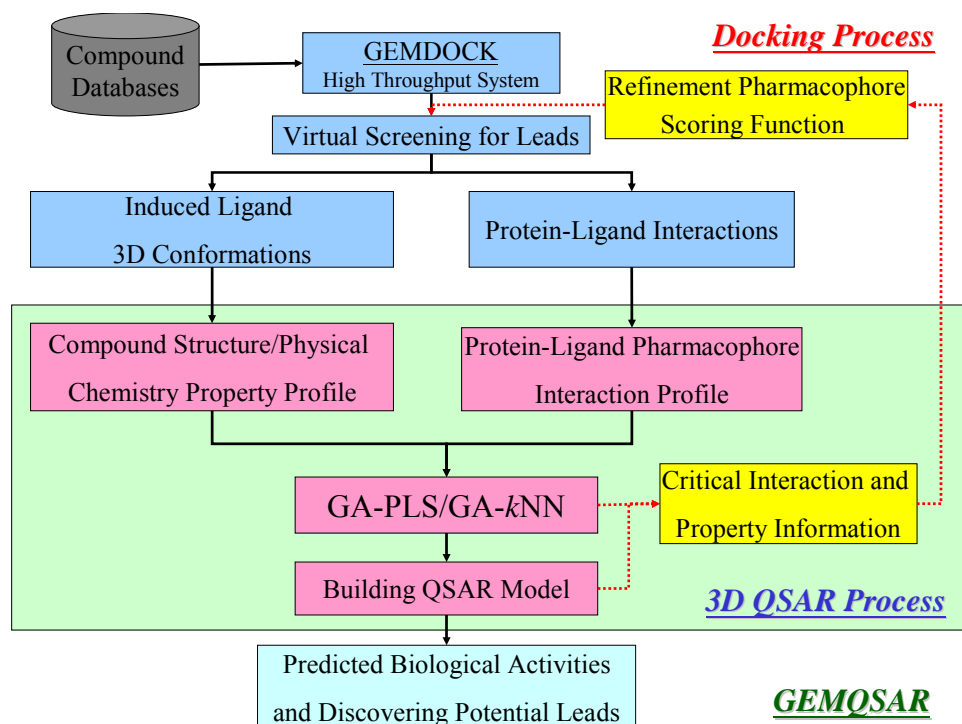 Compound
Databases
GEMDOCK
High Throughput System
Docking Process
Refinement Pharmacophore
Scoring Function
Virtual Screening for Leads
Induced Ligand
3D Conformations
Protein-Ligand Interactions
Compound Structure/Physical
Chemistry Property Profile
Protein-Ligand Pharmacophore
Interaction Profile
GA-PLS/GA-kNN
Critical Interaction and
Property Information
Building QSAR Model
3D QSAR Process
Predicted Biological Activities
and Discovering Potential Leads
GEMQSAR